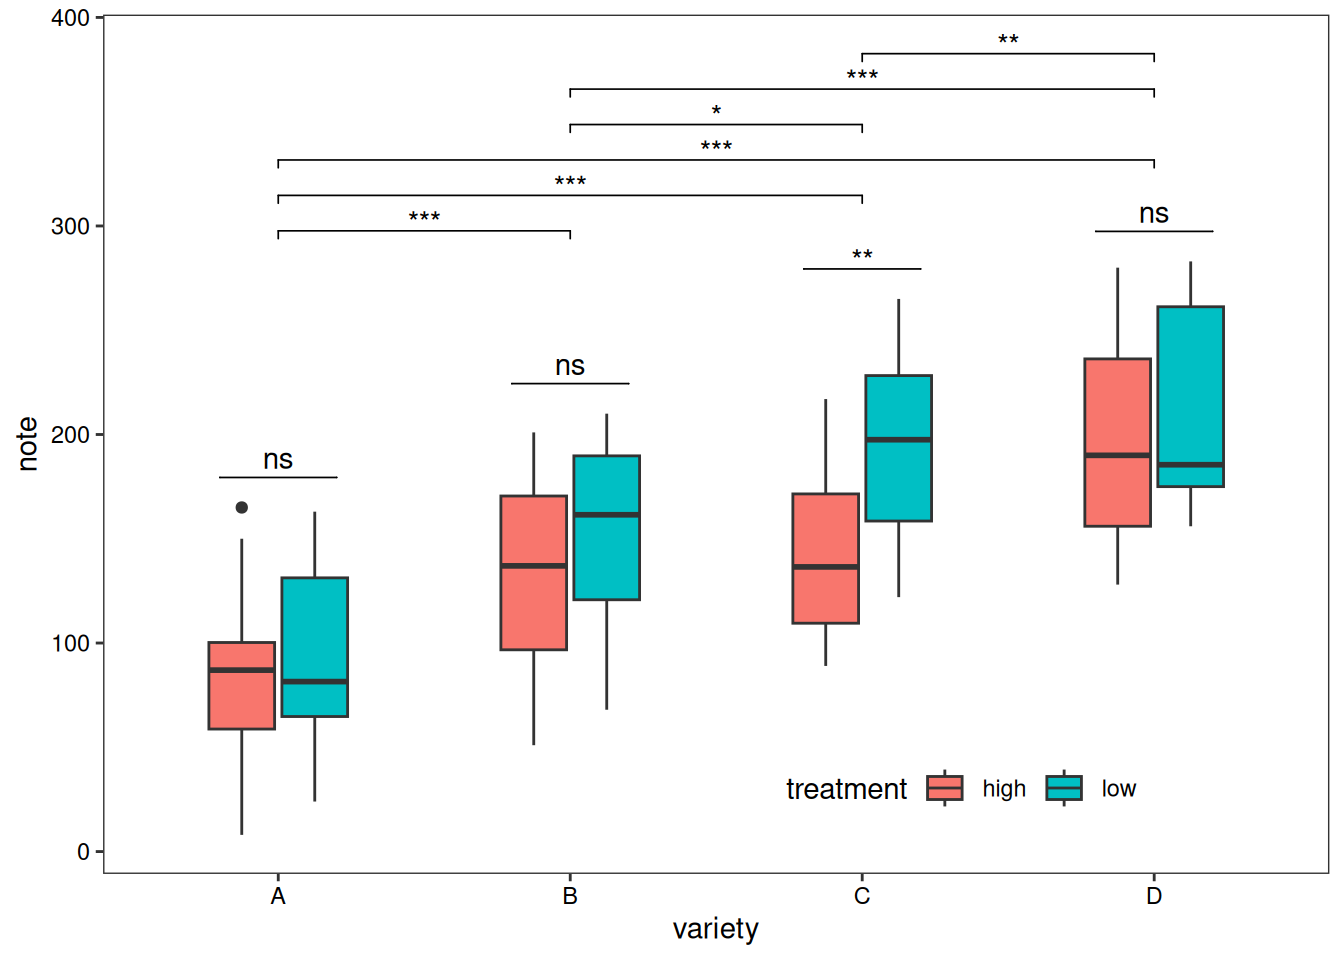 400
**
***
*
***
***
***
300
ns
**
ns
200
ns
100
0
note
treatment high low
A B C D
variety